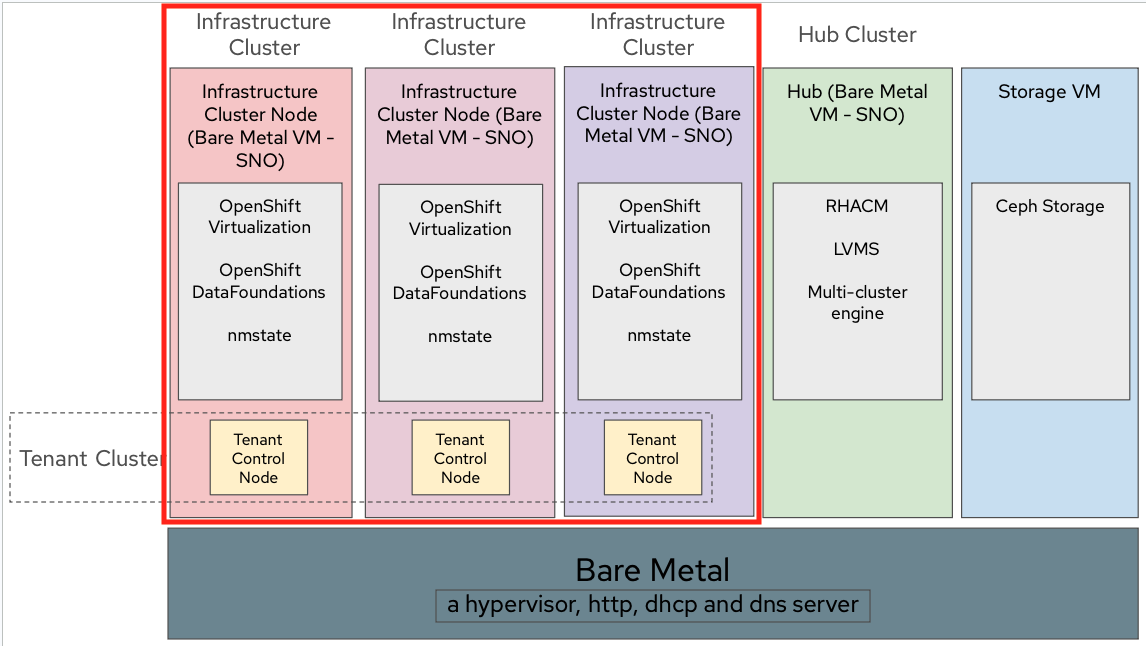 Infrastructure
Cluster
Infrastructure
Cluster
Infrastructure
Cluster
Hub Cluster
Infrastructure
Cluster Node
(Bare Metal VM -
SNO)
OpenShift
Virtualization
OpenShift
DataFoundations
nmstate
Infrastructure
Cluster Node (Bare
Metal VM - SNO)
OpenShift
Virtualization
OpenShift
DataFoundations
nmstate
Infrastructure
Cluster Node (Bare
Metal VM - SNO)
OpenShift
Virtualization
OpenShift
DataFoundations
nmstate
Hub (Bare Metal
VM - SNO)
RHACM
LVMS
Multi-cluster
engine
Storage VM
Ceph Storage
Tenant Cluster
Tenant
Control
Node
Tenant
Control
Node
Tenant
Control
Node
Bare Metal
a hypervisor, http, dhcp and dns server